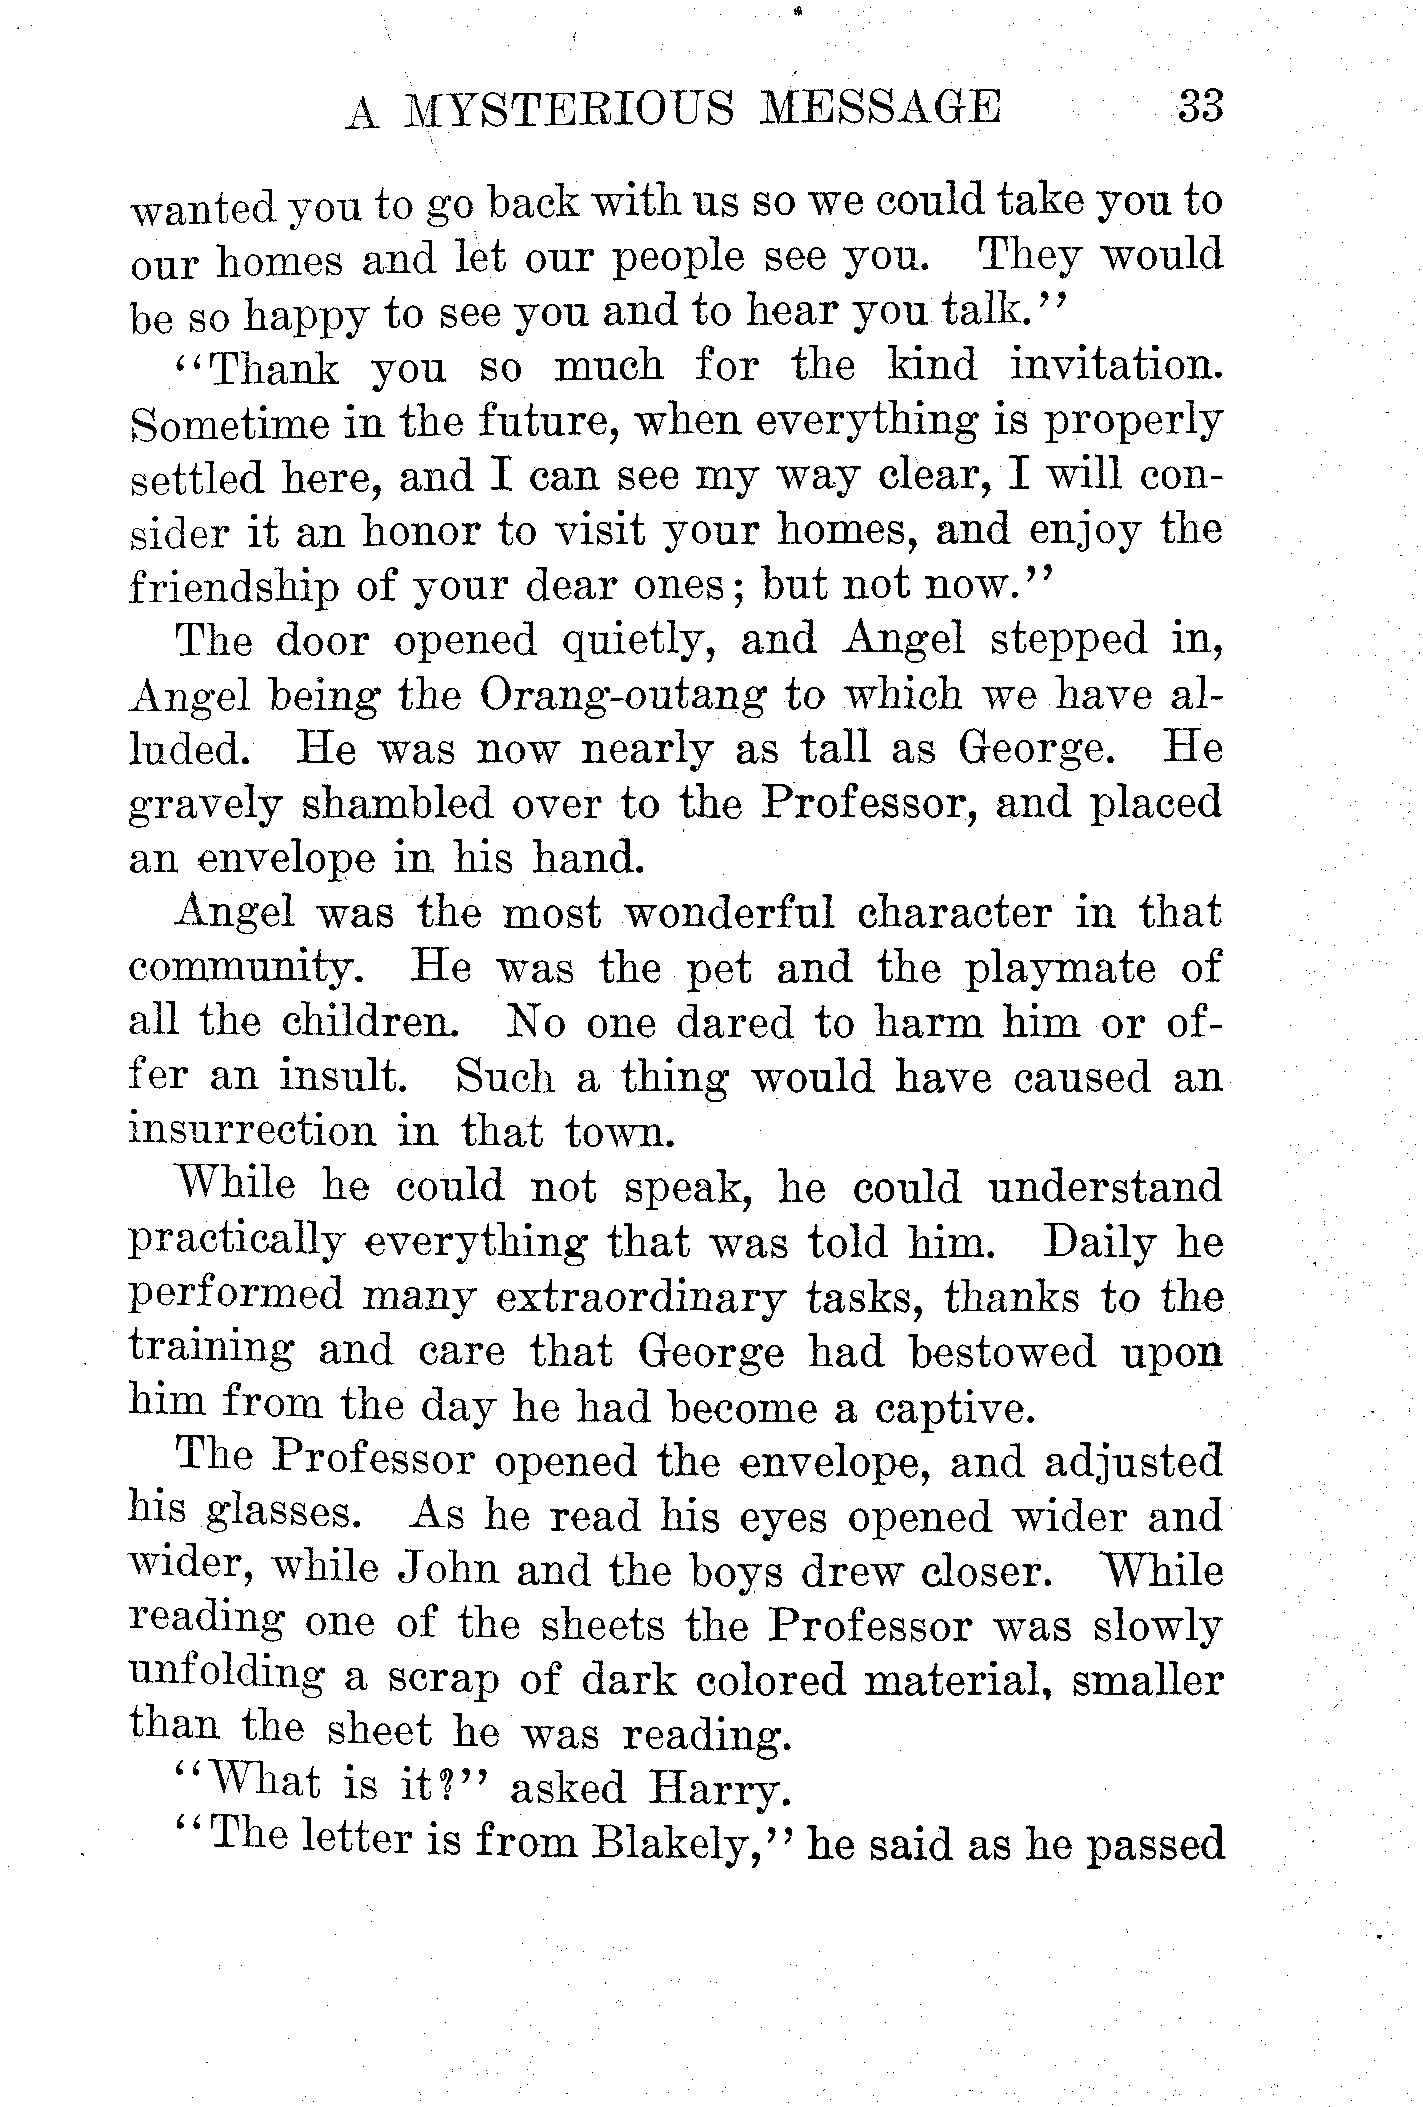 A MYSTERIOUS MESSAGE 33
wanted you to go back with us so we could take you to
our homes and let our people see you. They would
be so happy to see you and to hear you talk."
"Thank you so much for the kind invitation.
Sometime in the future, when everything is properly
settled here, and I can see my way clear, I will con-
sider it an honor to visit your homes, and enjoy the
friendship of your dear ones; but not now."
The door opened quietly, and Angel stepped in,
Angel being the Orang-outang to which we have al-
luded. He was now nearly as tall as George. He
gravely shambled over to the Professor, and placed
an envelope in his hand.
Angel was the most wonderful character in that
community. He was the pet and the playmate of
all the children. No one dared to harm him or of-
fer an insult. Such a thing would have caused an
insurrection in that town.
While he could not speak, he could understand
practically everything that was told him. Daily he
performed many extraordinary tasks, thanks to the
training and care that George had bestowed upon
him from the day he had become a captive.
The Professor opened the envelope, and adjusted
his glasses. As he read his eyes opened wider and
wider, while John and the boys drew closer. While
reading one of the sheets the Professor was slowly
unfolding a scrap of dark colored material, smaller
than the sheet he was reading.
"What is it?" asked Harry.
"The letter is from Blakely," he said as he passed